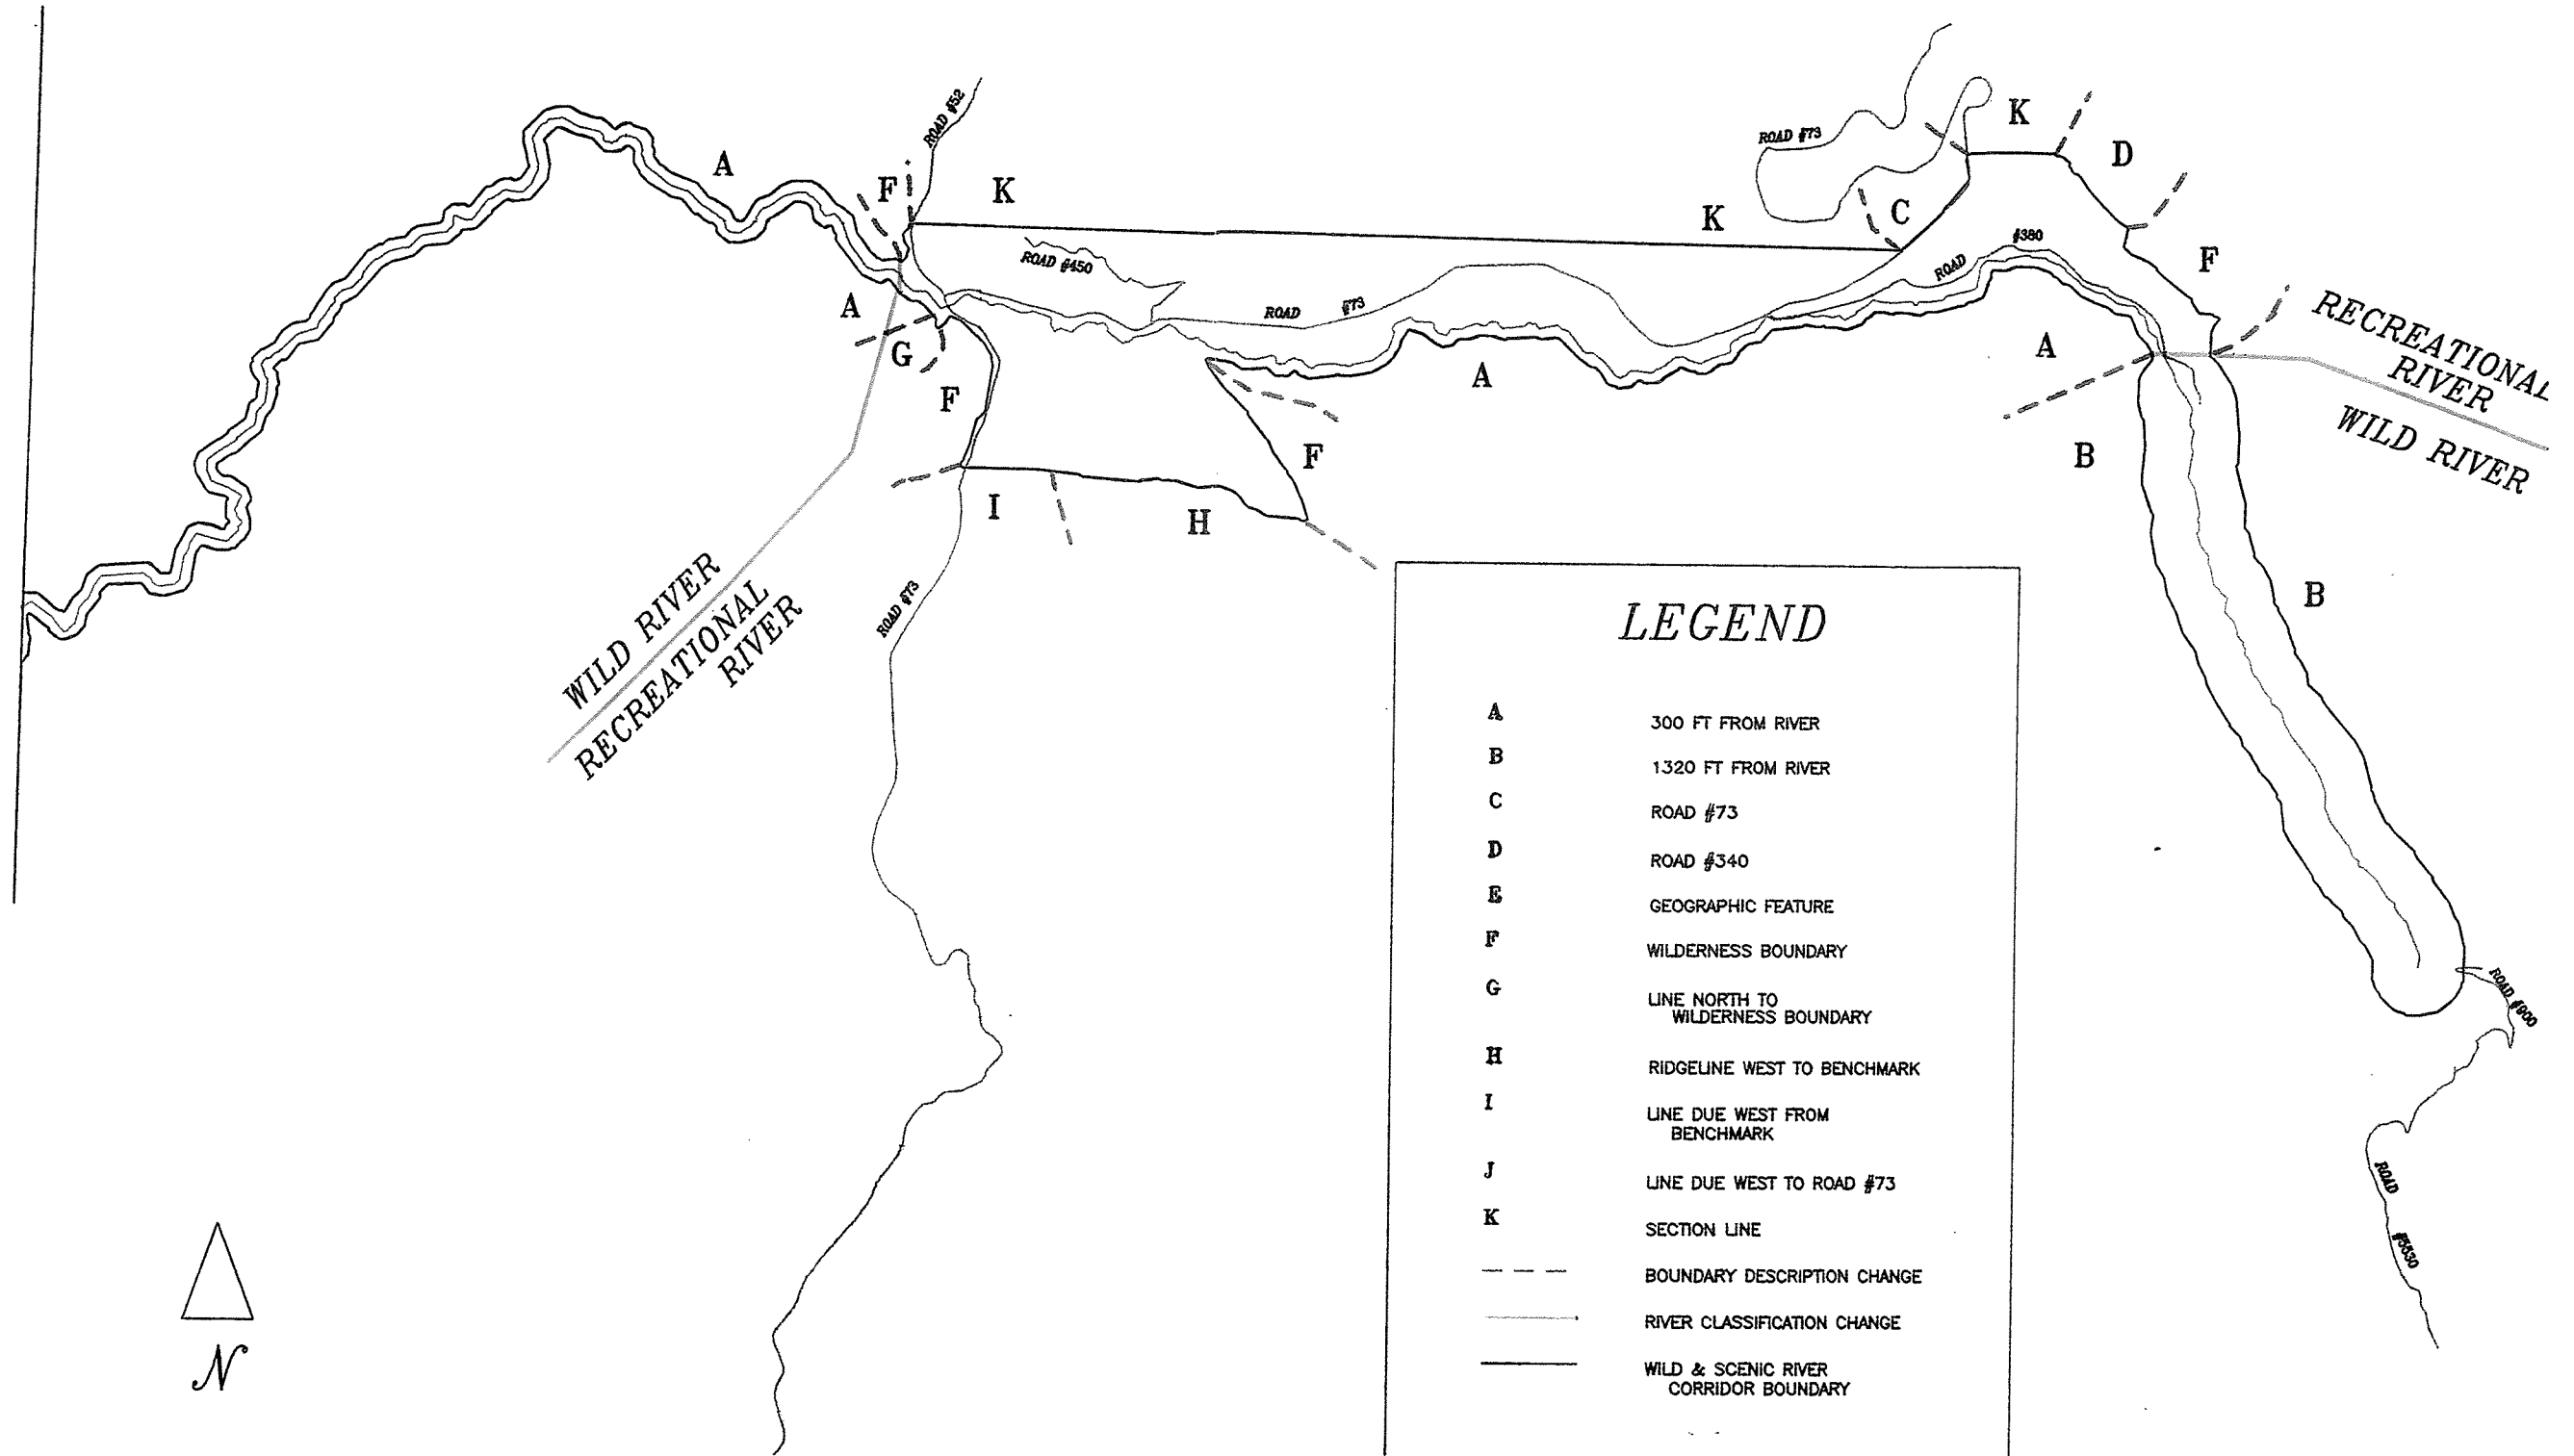 ROAD #52
A
F
K
K
ROAD #73
K
D
C
F
ROAD #450
ROAD #73
ROAD #380
A
G
F
A
A
B
RECREATIONAL
RIVER
WILD RIVER
F
I
H
B
WILD RIVER
RECREATIONAL
RIVER
ROAD #73
ROAD #900
ROAD #5530
LEGEND
A 300 FT FROM RIVER
B 1320 FT FROM RIVER
C ROAD #73
D ROAD #340
E GEOGRAPHIC FEATURE
F WILDERNESS BOUNDARY
G LINE NORTH TO
WILDERNESS BOUNDARY
H RIDGELINE WEST TO BENCHMARK
I LINE DUE WEST FROM
BENCHMARK
J LINE DUE WEST TO ROAD #73
K SECTION LINE
BOUNDARY DESCRIPTION CHANGE
RIVER CLASSIFICATION CHANGE
WILD & SCENIC RIVER
CORRIDOR BOUNDARY
N